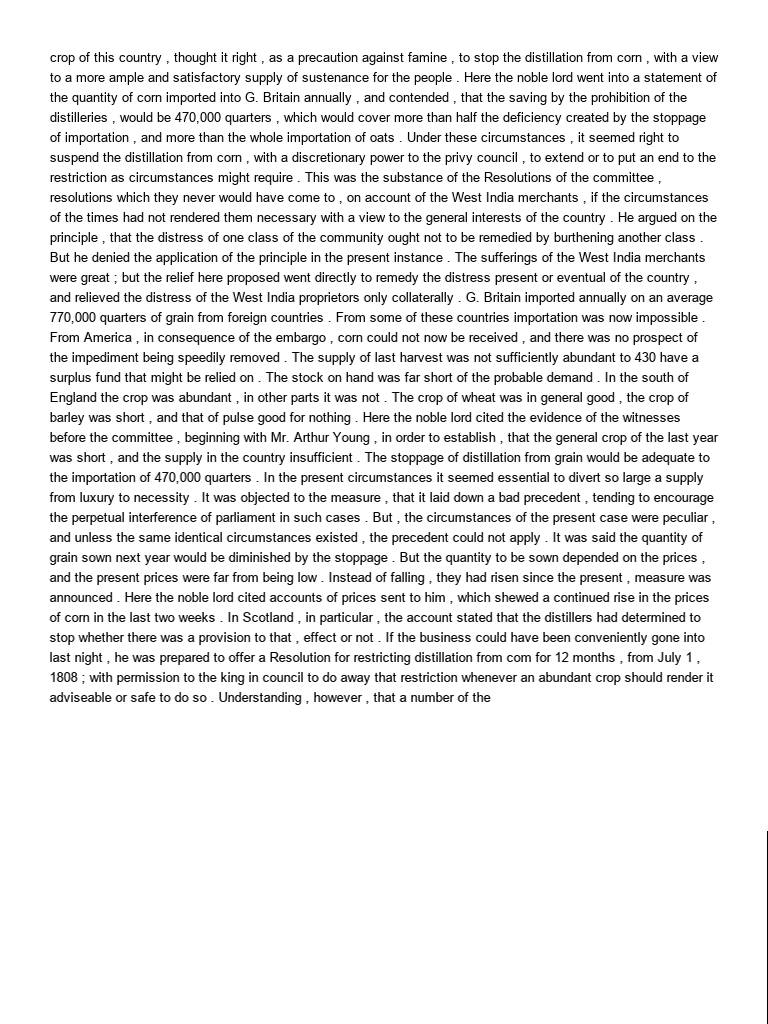 crop of this country , thought it right , as a precaution against famine , to stop the distillation from corn , with a view
to a more ample and satisfactory supply of sustenance for the people . Here the noble lord went into a statement of
the quantity of corn imported into G. Britain annually , and contended , that the saving by the prohibition of the
distilleries , would be 470,000 quarters , which would cover more than half the deficiency created by the stoppage
of importation , and more than the whole importation of oats . Under these circumstances , it seemed right to
suspend the distillation from corn , with a discretionary power to the privy council , to extend or to put an end to the
restriction as circumstances might require . This was the substance of the Resolutions of the committee ,
resolutions which they never would have come to , on account of the West India merchants , if the circumstances
of the times had not rendered them necessary with a view to the general interests of the country . He argued on the
principle , that the distress of one class of the community ought not to be remedied by burthening another class .
But he denied the application of the principle in the present instance . The sufferings of the West India merchants
were great ; but the relief here proposed went directly to remedy the distress present or eventual of the country ,
and relieved the distress of the West India proprietors only collaterally . G. Britain imported annually on an average
770,000 quarters of grain from foreign countries . From some of these countries importation was now impossible .
From America , in consequence of the embargo , corn could not now be received , and there was no prospect of
the impediment being speedily removed . The supply of last harvest was not sufficiently abundant to 430 have a
surplus fund that might be relied on . The stock on hand was far short of the probable demand . In the south of
England the crop was abundant , in other parts it was not . The crop of wheat was in general good , the crop of
barley was short , and that of pulse good for nothing . Here the noble lord cited the evidence of the witnesses
before the committee , beginning with Mr. Arthur Young , in order to establish , that the general crop of the last year
was short , and the supply in the country insufficient . The stoppage of distillation from grain would be adequate to
the importation of 470,000 quarters . In the present circumstances it seemed essential to divert so large a supply
from luxury to necessity . It was objected to the measure , that it laid down a bad precedent , tending to encourage
the perpetual interference of parliament in such cases . But , the circumstances of the present case were peculiar ,
and unless the same identical circumstances existed , the precedent could not apply . It was said the quantity of
grain sown next year would be diminished by the stoppage . But the quantity to be sown depended on the prices ,
and the present prices were far from being low . Instead of falling , they had risen since the present , measure was
announced . Here the noble lord cited accounts of prices sent to him , which shewed a continued rise in the prices
of corn in the last two weeks . In Scotland , in particular , the account stated that the distillers had determined to
stop whether there was a provision to that , effect or not . If the business could have been conveniently gone into
last night , he was prepared to offer a Resolution for restricting distillation from com for 12 months , from July 1 ,
1808 ; with permission to the king in council to do away that restriction whenever an abundant crop should render it
adviseable or safe to do so . Understanding , however , that a number of the